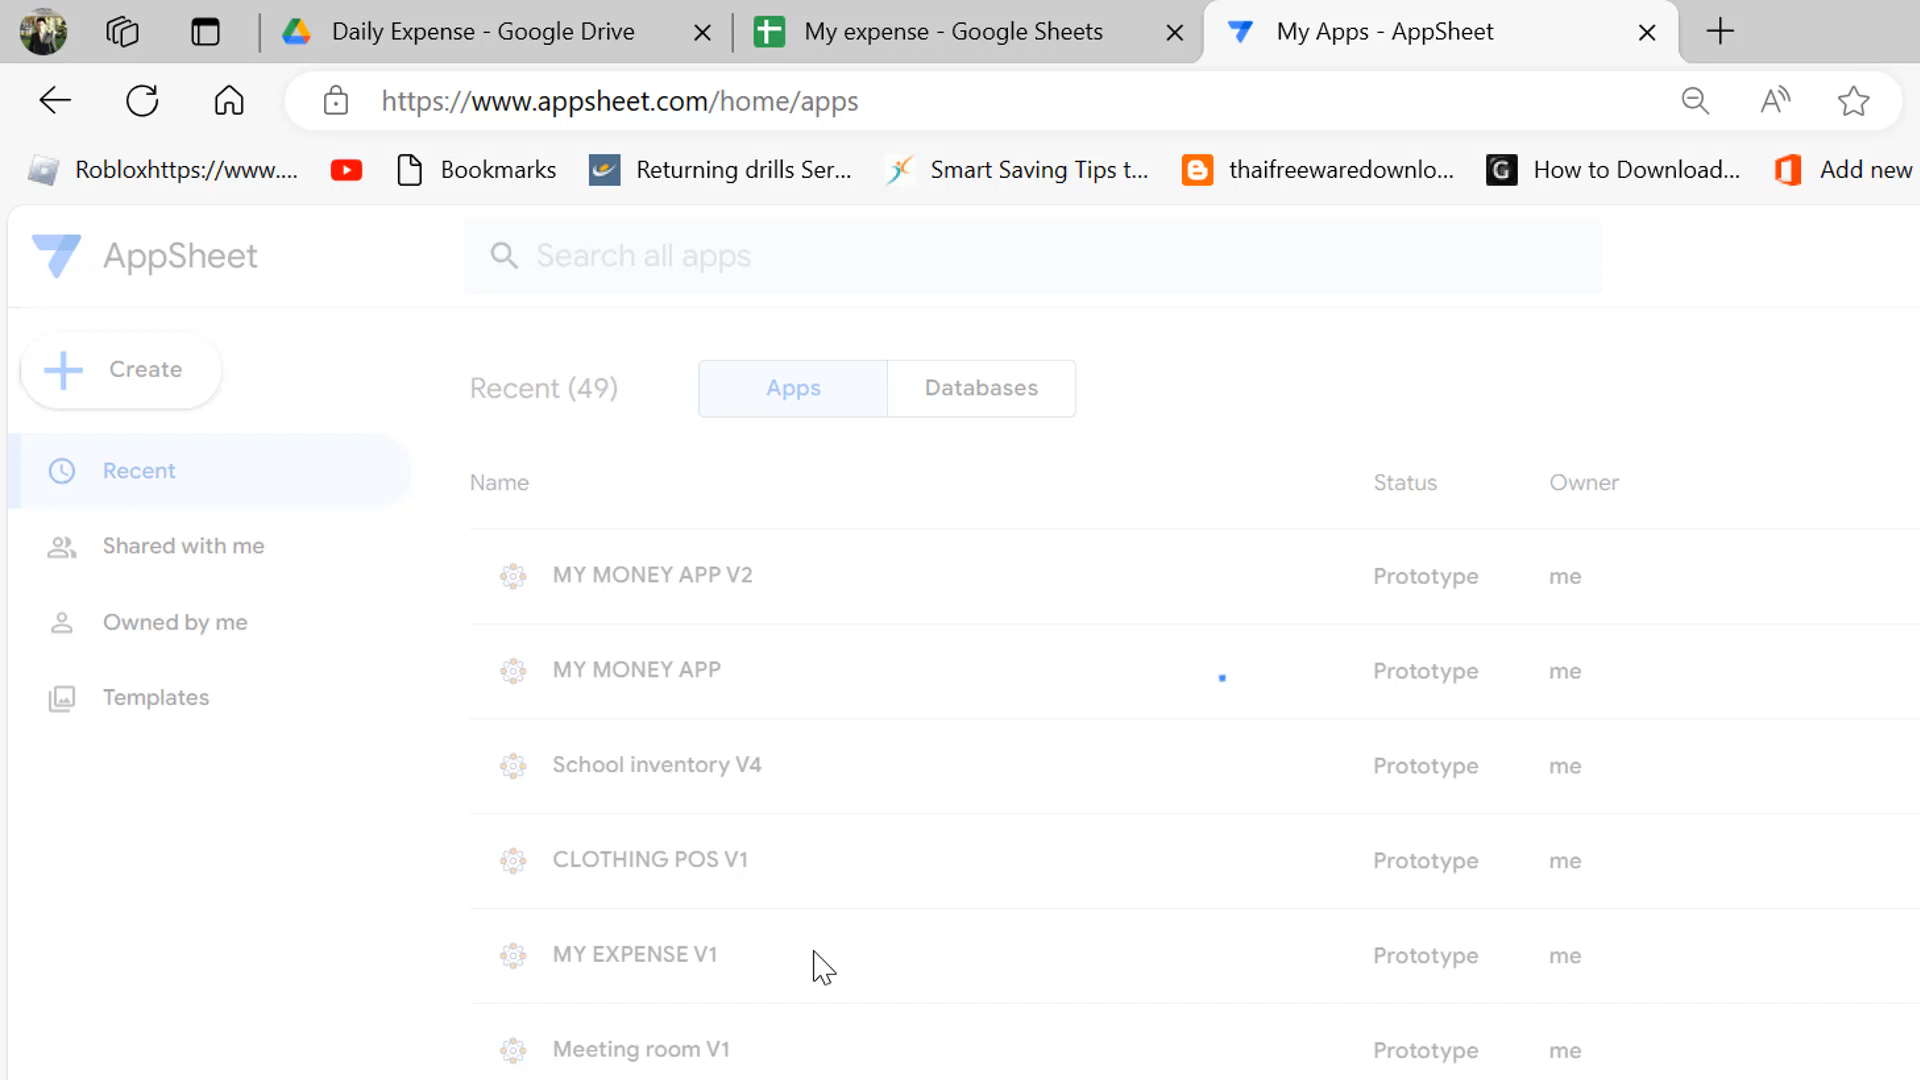 Daily Expense - Google Drive
My expense - Google Sheets
My Apps - AppSheet
https://www.appsheet.com/home/apps
Robloxhttps://www....
Bookmarks
Returning drills Ser...
Smart Saving Tips t...
thaifreewaredownlo...
How to Download...
Add new
AppSheet
Search all apps
Create
Recent (49)
Apps
Databases
Recent
Shared with me
Owned by me
Templates
Name Status Owner
MY MONEY APP V2 Prototype me
MY MONEY APP Prototype me
School inventory V4 Prototype me
CLOTHING POS V1 Prototype me
MY EXPENSE V1 Prototype me
Meeting room V1 Prototype me